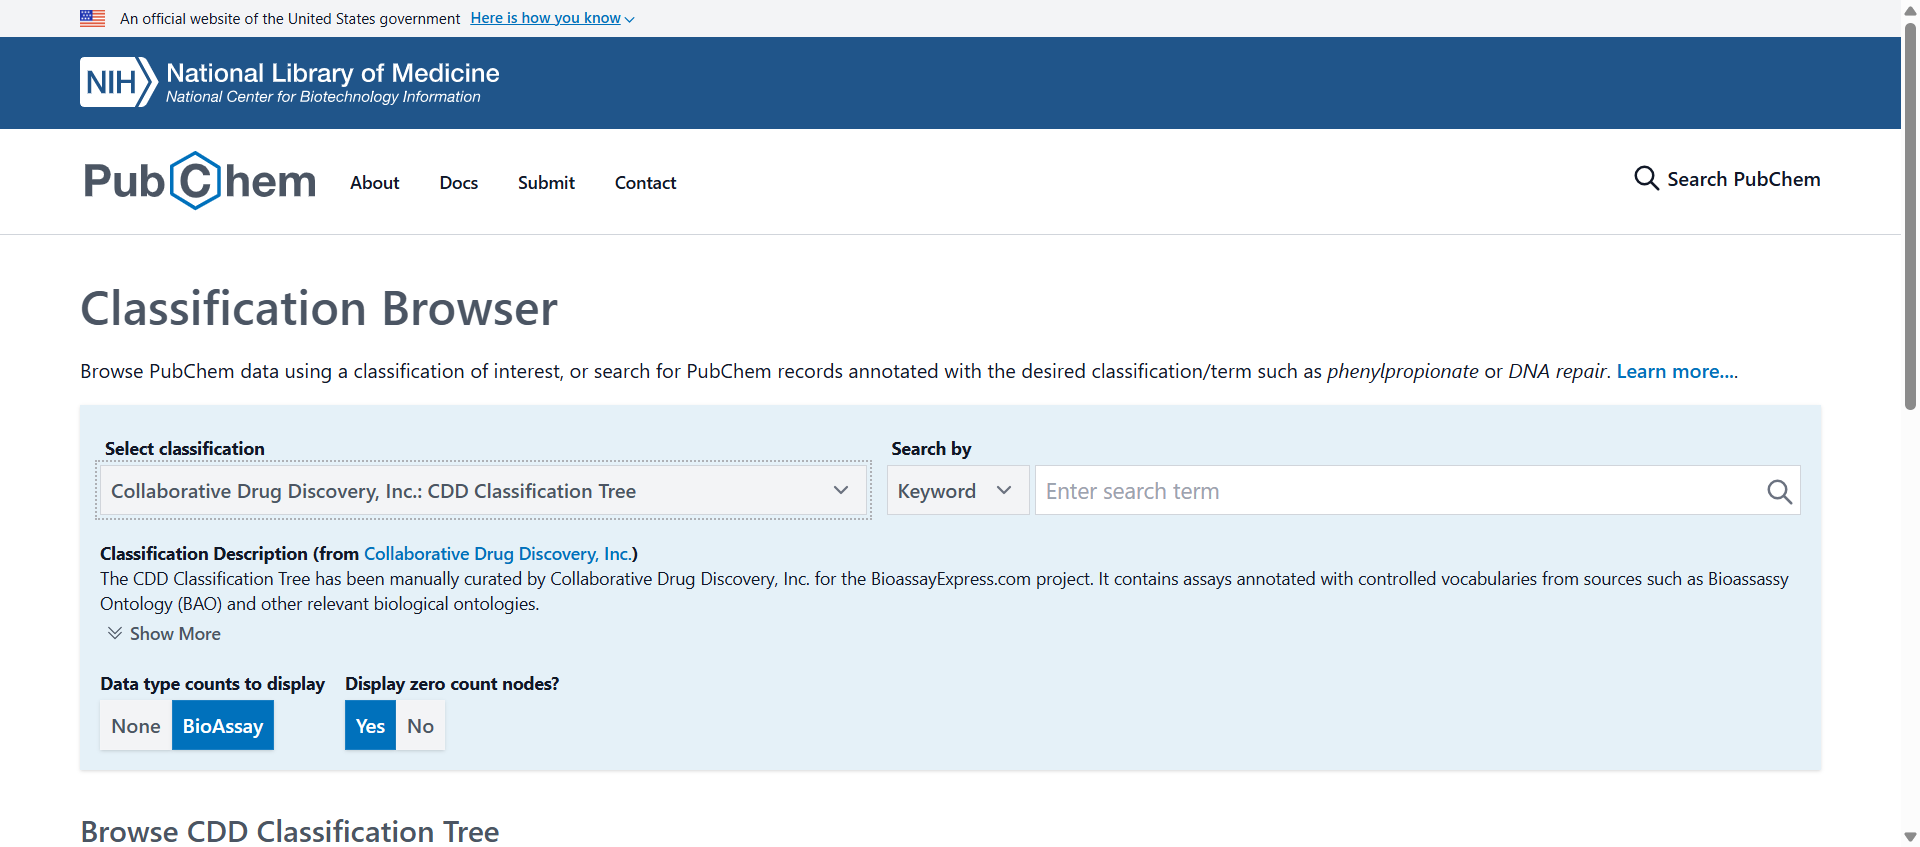 An official website of the United States government Here is how you know
NIH National Library of Medicine
National Center for Biotechnology Information
PubChem About Docs Submit Contact Search PubChem
Classification Browser
Browse PubChem data using a classification of interest, or search for PubChem records annotated with the desired classification/term such as phenylpropionate or DNA repair. Learn more....
Select classification Search by
Collaborative Drug Discovery, Inc.: CDD Classification Tree Keyword Enter search term
Classification Description (from Collaborative Drug Discovery, Inc.)
The CDD Classification Tree has been manually curated by Collaborative Drug Discovery, Inc. for the BioassayExpress.com project. It contains assays annotated with controlled vocabularies from sources such as Bioassassy
Ontology (BAO) and other relevant biological ontologies.
Show More
Data type counts to display Display zero count nodes?
None BioAssay Yes No
Browse CDD Classification Tree